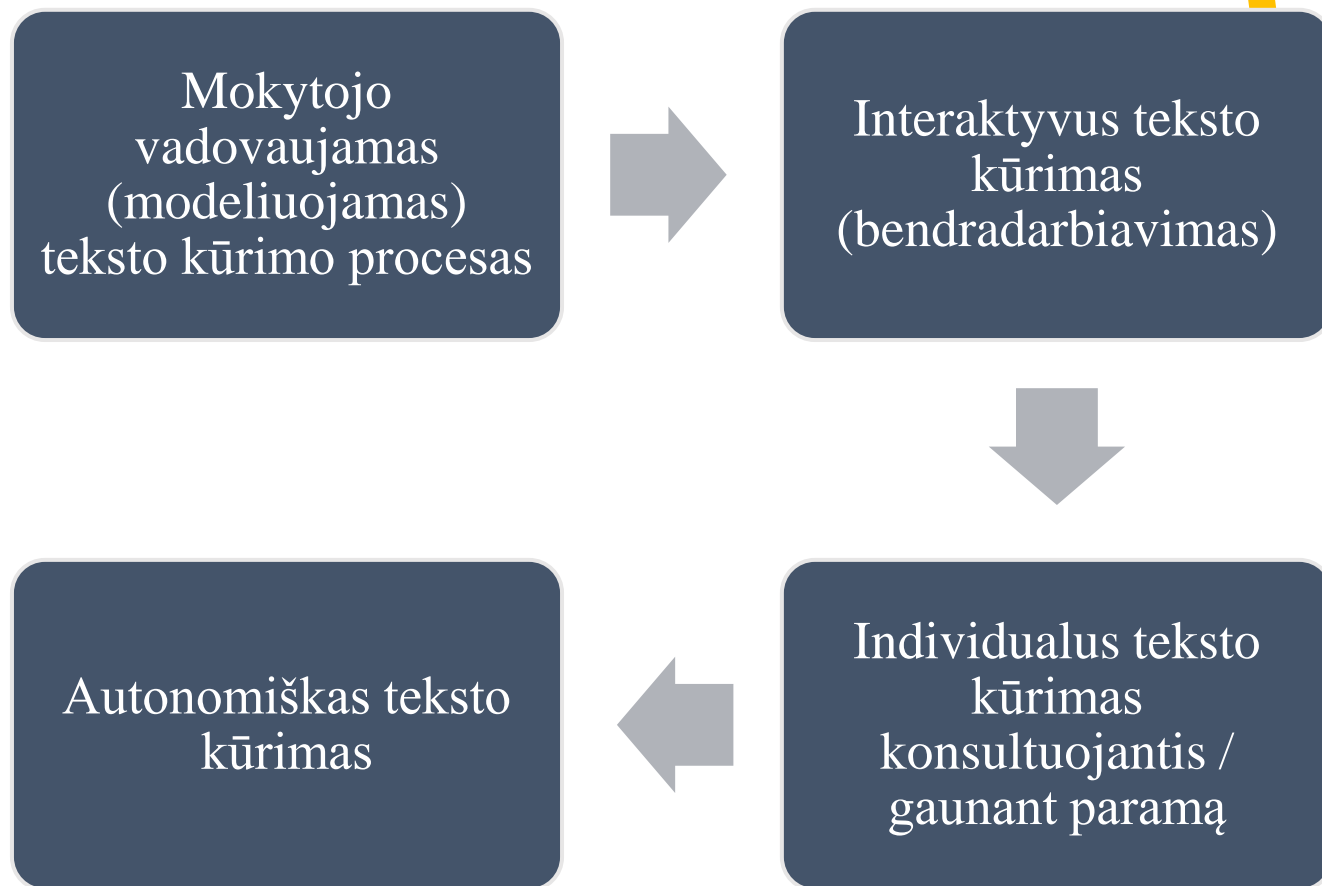 Mokytojo
vadovaujamas
(modeliuojamas)
teksto kūrimo procesas
Interaktyvus teksto
kūrimas
(bendradarbiavimas)
Individualus teksto
kūrimas
konsultuojantis /
gaunant paramą
Autonomiškas teksto
kūrimas